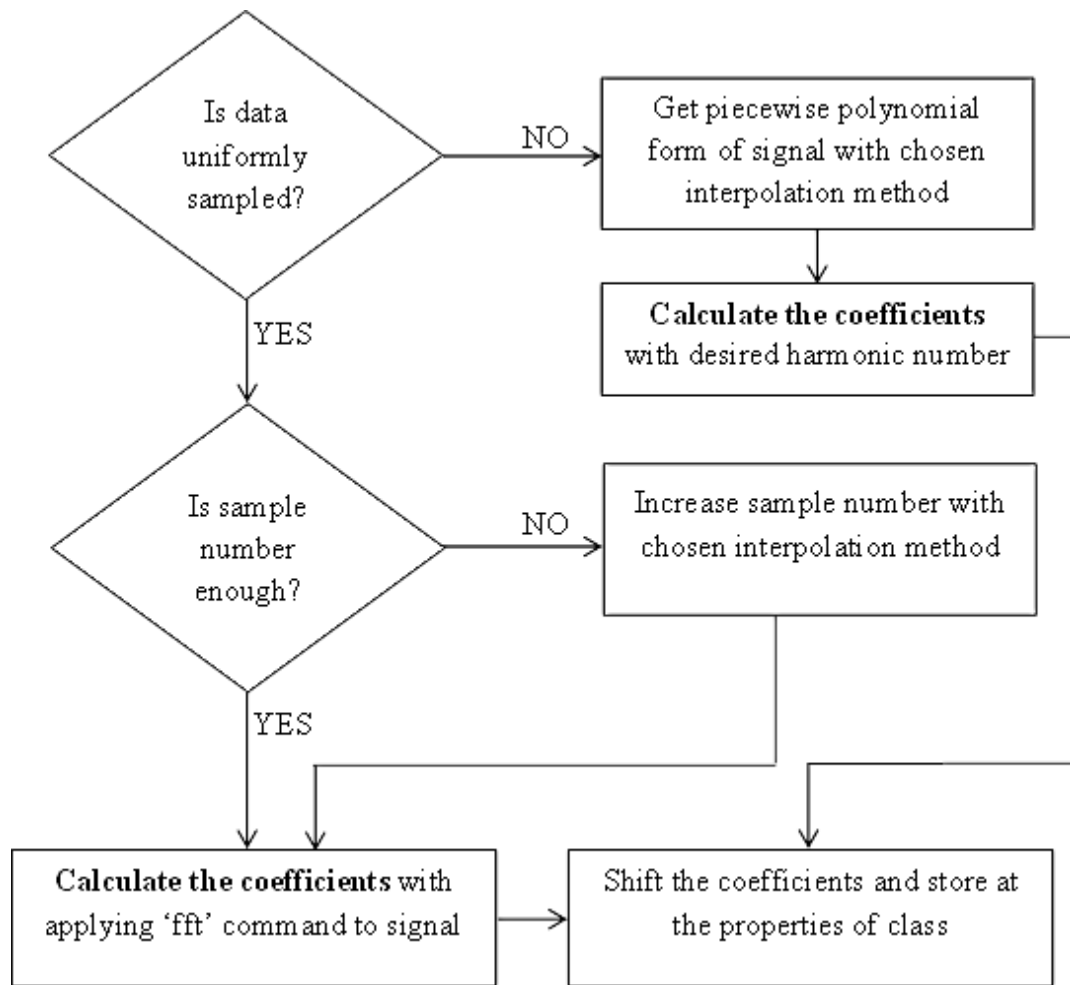 Is data
uniformly
sampled?
NO
Get piecewise polynomial
form of signal with chosen
interpolation method
YES
Calculate the coefficients
with desired harmonic number
Is sample
number
enough?
NO
Increase sample number with
chosen interpolation method
YES
Calculate the coefficients with
applying ‘fft’ command to signal
Shift the coefficients and store at
the properties of class